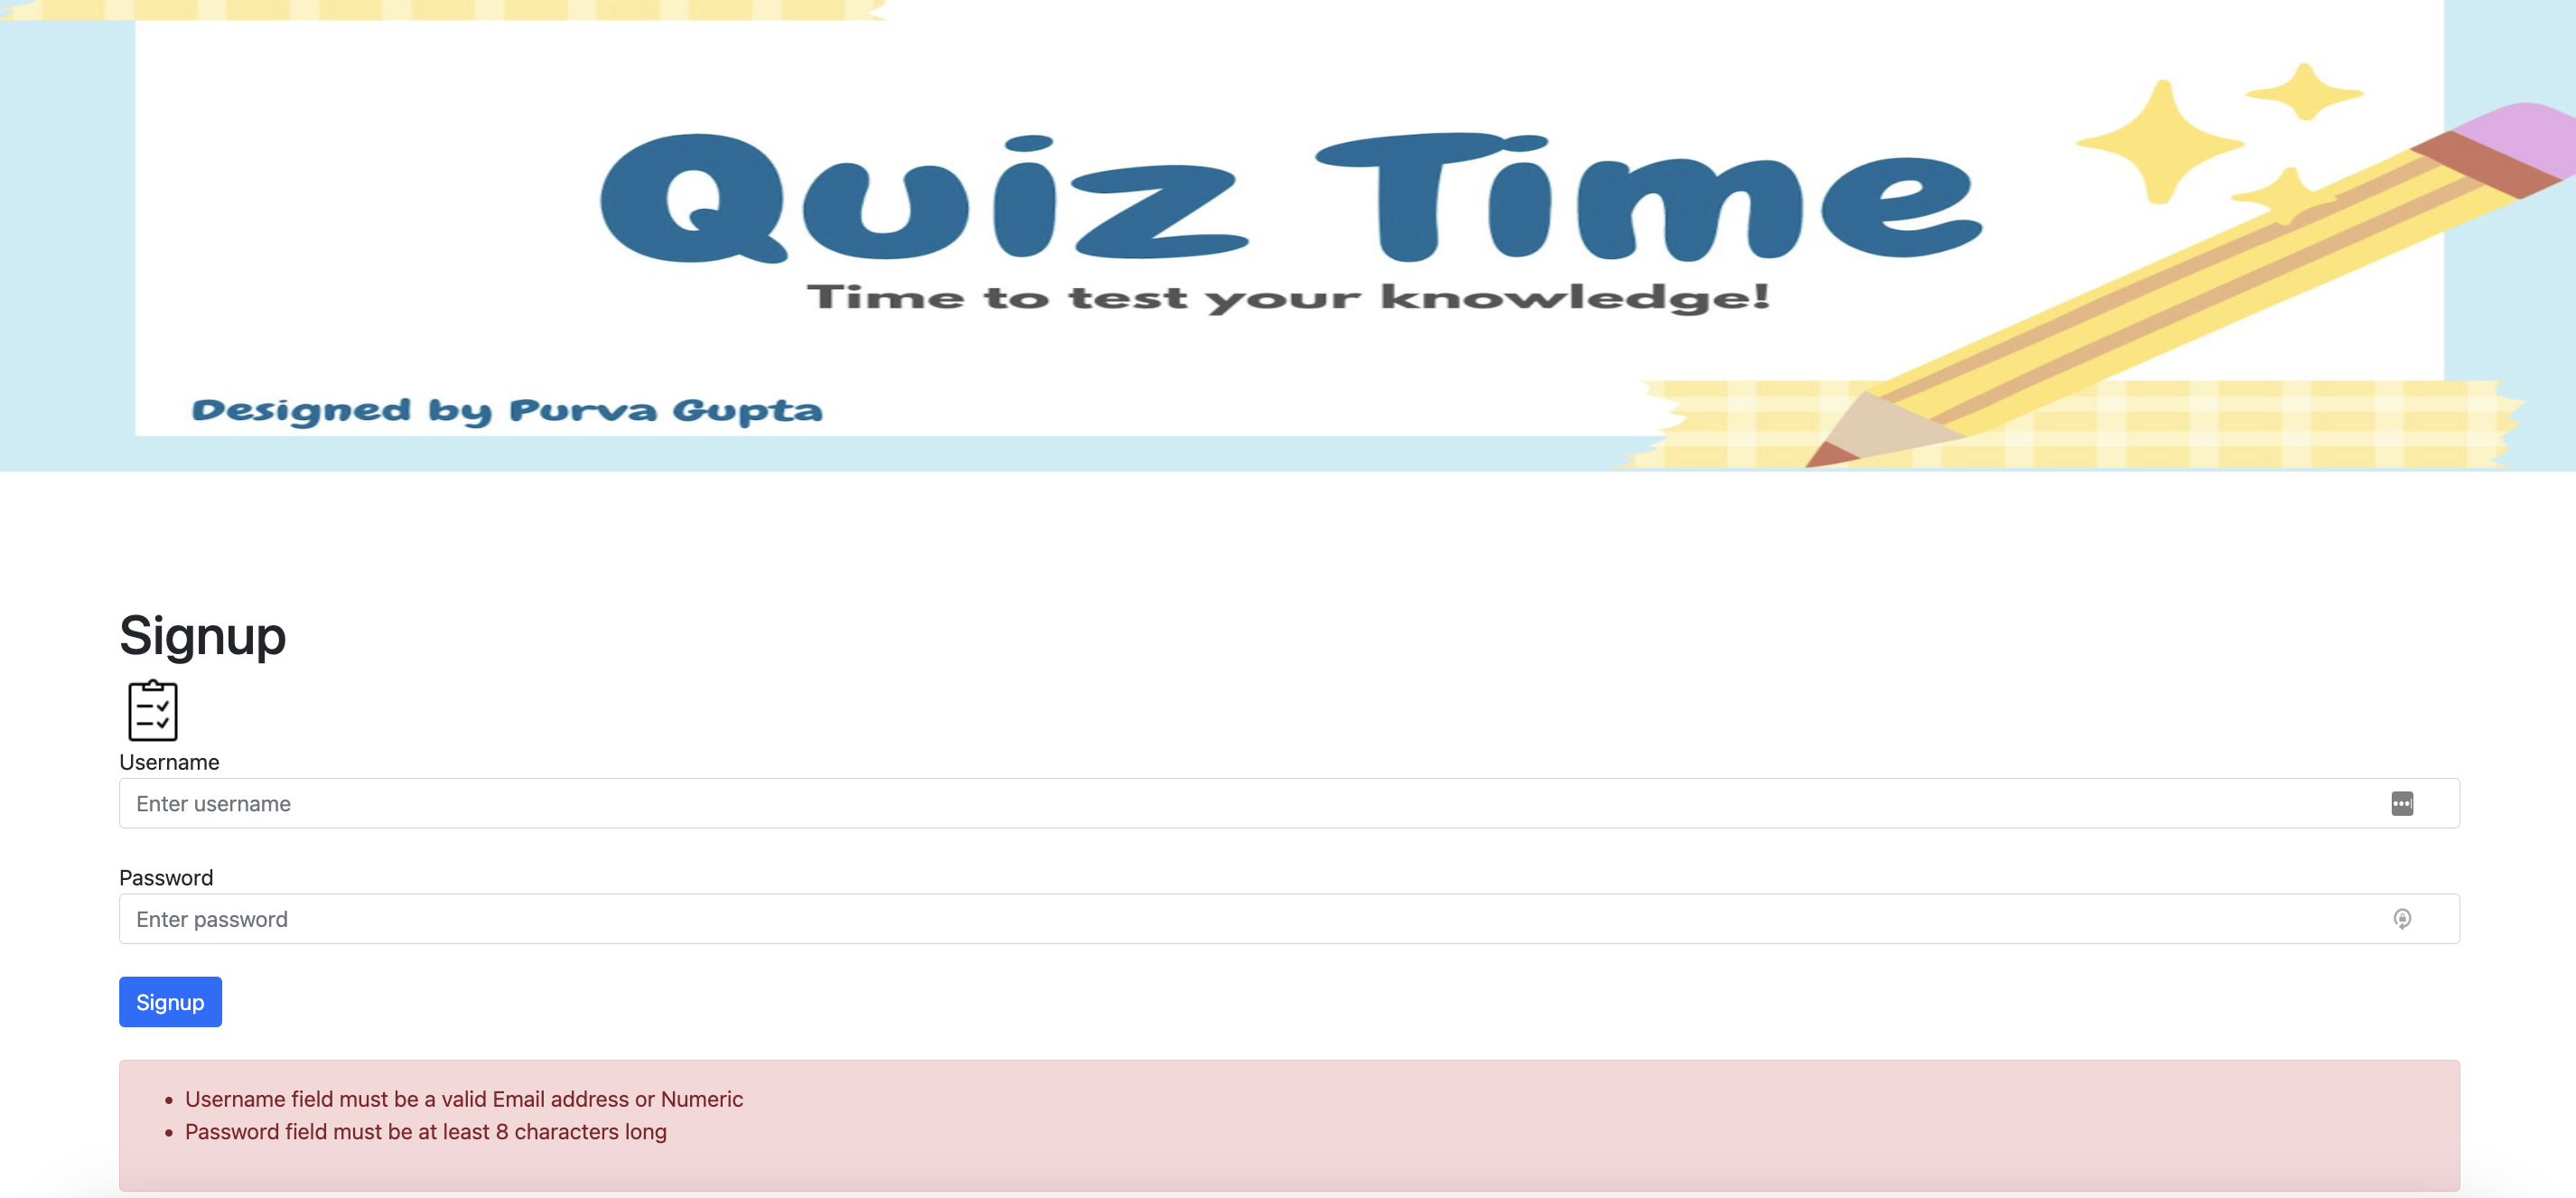 Quiz Time
Time to test your knowledge!
Designed by Purva Gupta
Signup
Username
Enter username
Password
Enter password
Signup
Username field must be a valid Email address or Numeric
Password field must be at least 8 characters long